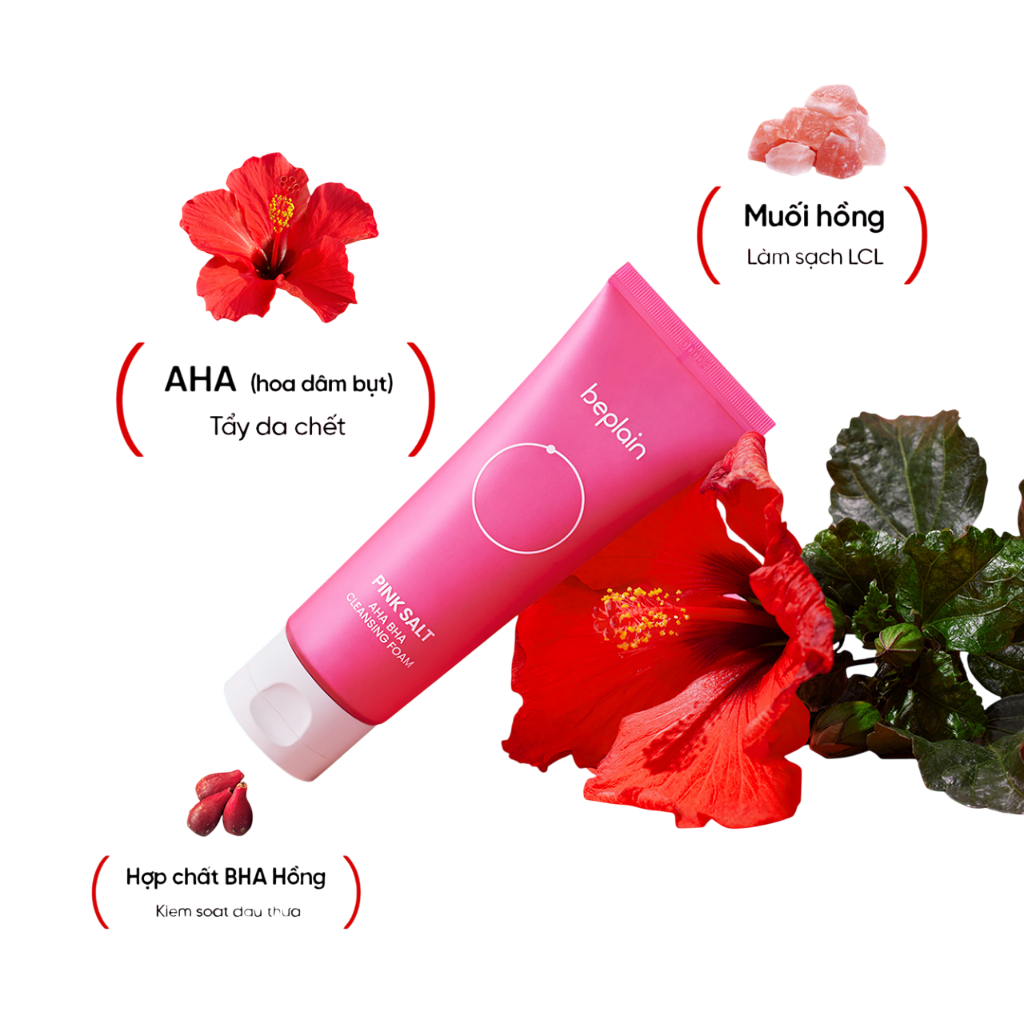 Muối hồng
Làm sạch LCL
AHA (hoa dâm bụt)
Tẩy da chết
beplain
PINK SALT
AHA BHA
CLEANSING FOAM
Hợp chất BHA Hồng
Kiem soat dau thua